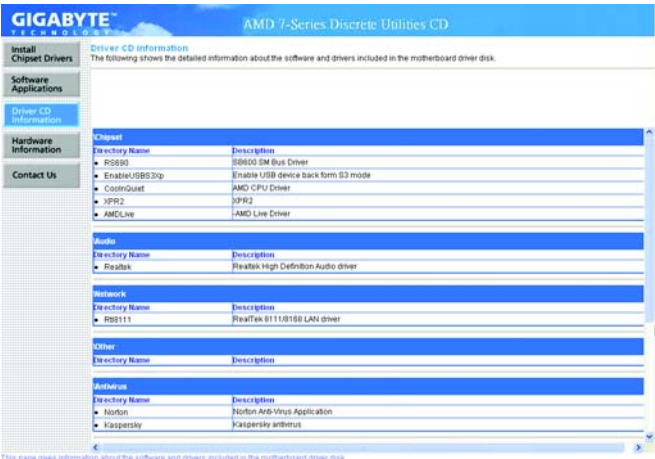 GIGABYTE™
TECHNOLOGY
AMD 7-Series Discrete Utilities CD
Install
Chipset Drivers
Software
Applications
Driver CD
Information
Hardware
Information
Contact Us
Driver CD information
The following shows the detailed information about the software and drivers included in the motherboard driver disk.
\Chipset
Directory Name Description
• RS690 SB600 SM Bus Driver
• EnableUSBS3Xp Enable USB device back form S3 mode
• CoolnQuiet AMD CPU Driver
• XPR2 XPR2
• AMDLive -AMD Live Driver
\Audio
Directory Name Description
• Realtek Realtek High Definition Audio driver
\Network
Directory Name Description
• Rtl8111 RealTek 8111/8168 LAN driver
\Other
Directory Name Description
\Antivirus
Directory Name Description
• Norton Norton Anti-Virus Application
• Kaspersky Kaspersky antivirus
This page gives information about the software and drivers included in the motherboard driver disk.